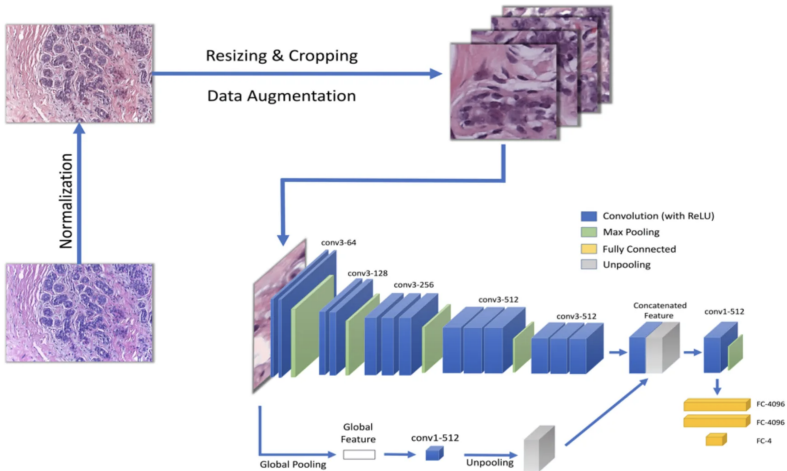 Resizing & Cropping
Data Augmentation
Normalization
Convolution (with ReLU)
Max Pooling
Fully Connected
Unpooling
conv3-64
conv3-128
conv3-256
conv3-512
conv3-512
Concatenated
Feature
conv1-512
FC-4096
FC-4096
FC-4
Global Pooling
Global
Feature
conv1-512
Unpooling